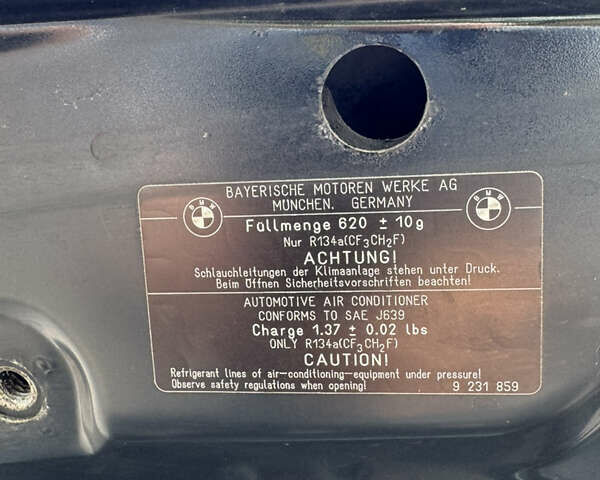 BAYERISCHE MOTOREN WERKE AG
MÜNCHEN, GERMANY
BMW
BMW
Füllmenge 620 ± 10g
Nur R134a(CF₃CH₂F)
ACHTUNG!
Schlauchleitungen der Klimaanlage stehen unter Druck.
Beim Öffnen Sicherheitsvorschriften beachten!
AUTOMOTIVE AIR CONDITIONER
CONFORMS TO SAE J639
Charge 1.37 ± 0.02 lbs
ONLY R134a(CF₃CH₂F)
CAUTION!
Refrigerant lines of air-conditioning-equipment under pressure!
Observe safety regulations when opening!
9 231 859